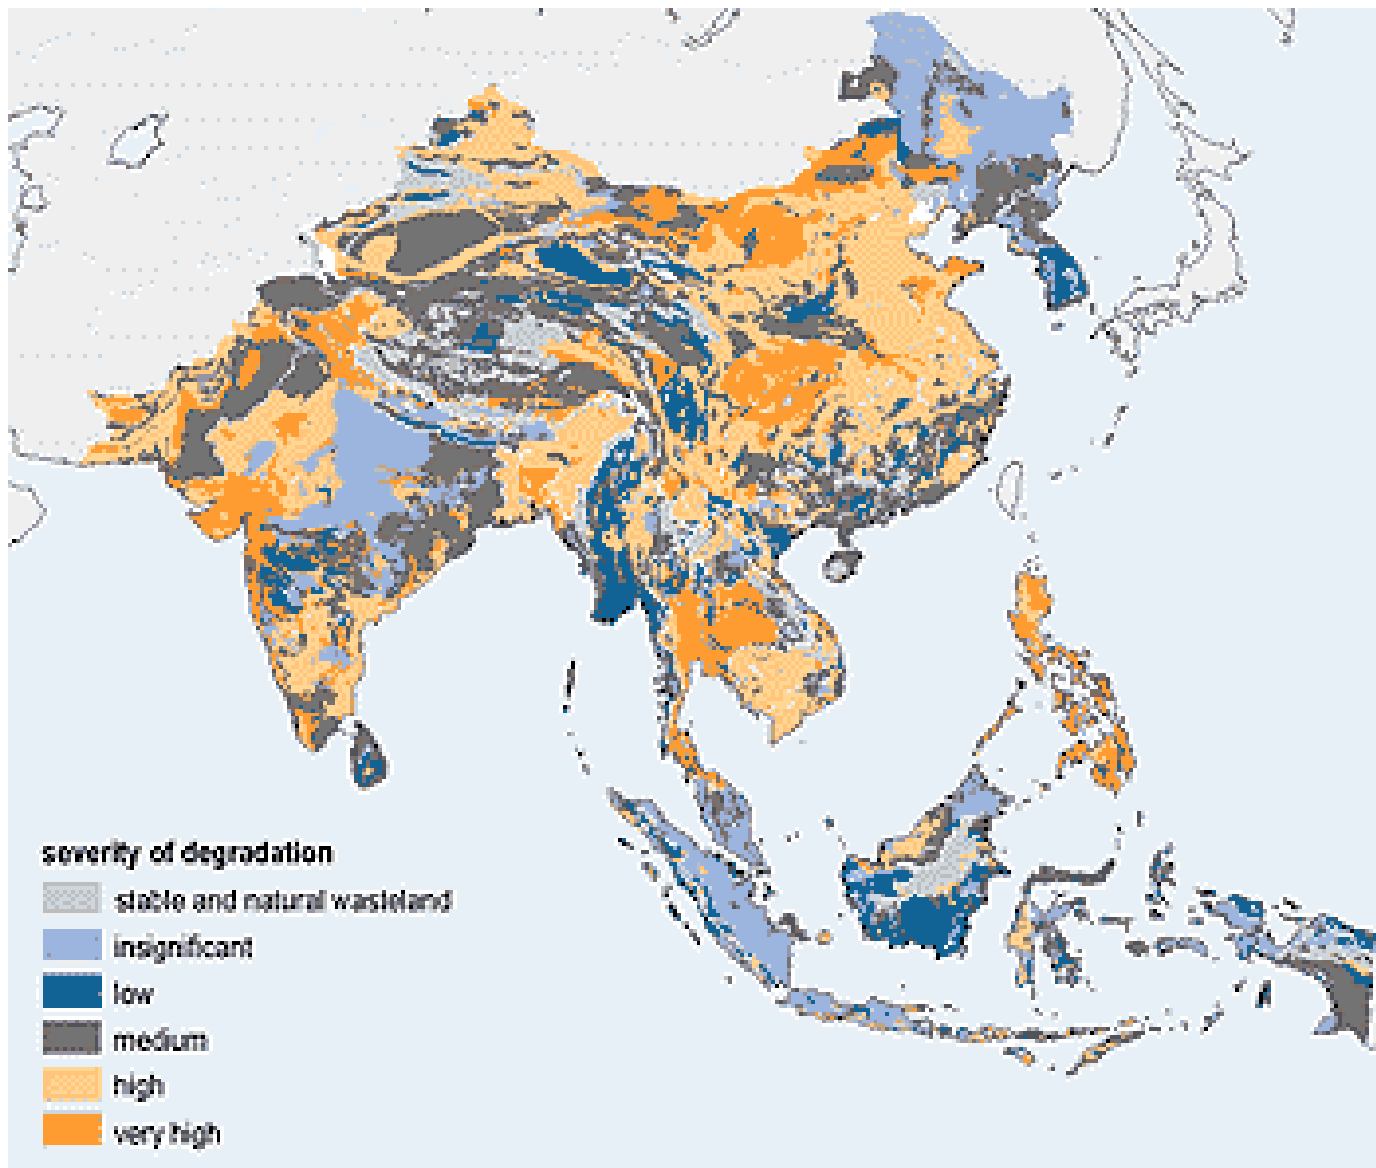 severity of degradation
stable and natural wasteland
insignificant
low
medium
high
very high